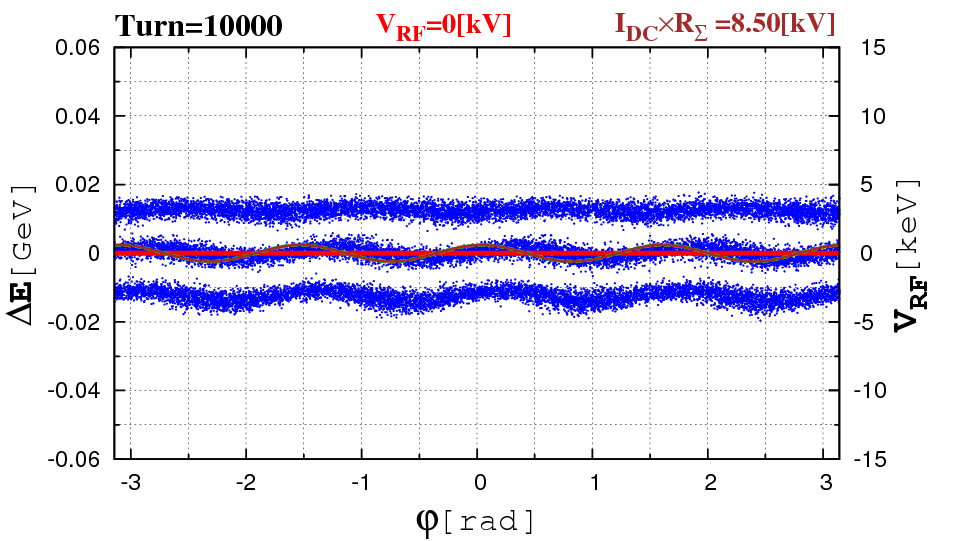 Turn=10000 V_RF=0[kV] I_DC×R_Σ =8.50[kV]
0.06 15
0.04 10
0.02 5
0 0
-0.02 -5
-0.04 -10
-0.06 -15
ΔE[GeV]
V_RF[keV]
-3 -2 -1 0 1 2 3
φ[rad]